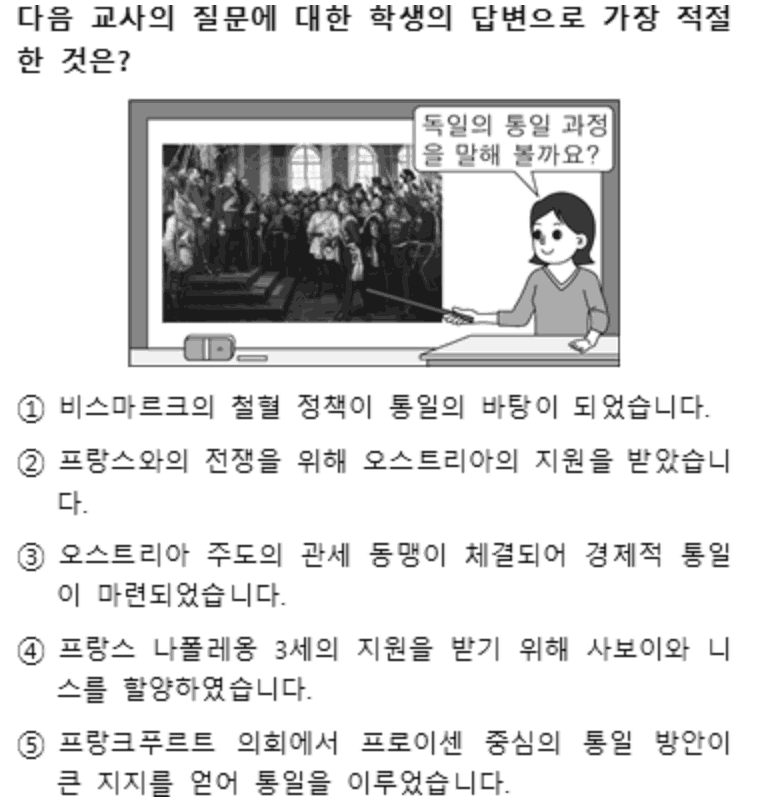 다음 교사의 질문에 대한 학생의 답변으로 가장 적절
한 것은?
독일의 통일 과정
을 말해 볼까요?
① 비스마르크의 철혈 정책이 통일의 바탕이 되었습니다.
② 프랑스와의 전쟁을 위해 오스트리아의 지원을 받았습니
다.
③ 오스트리아 주도의 관세 동맹이 체결되어 경제적 통일
이 마련되었습니다.
④ 프랑스 나폴레옹 3세의 지원을 받기 위해 사보이와 니
스를 할양하였습니다.
⑤ 프랑크푸르트 의회에서 프로이센 중심의 통일 방안이
큰 지지를 얻어 통일을 이루었습니다.